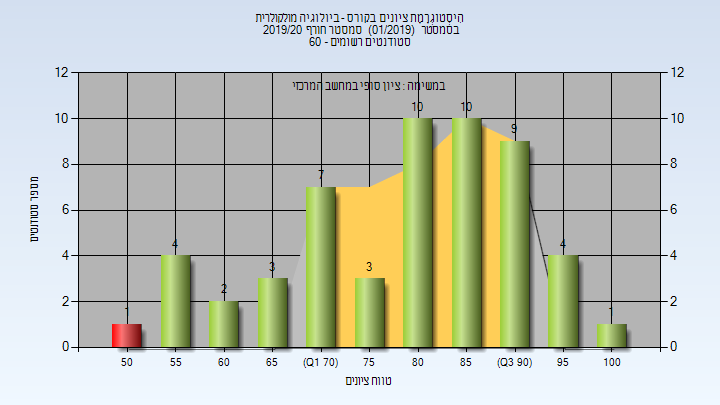 הִיסְטוֹגְרָמַת ציונים בקורס - ביולוגיה מולקולרית
בסמסטר (01/2019) סמסטר חורף 2019/20
סטודנטים רשומים - 60
במשימה : ציון סופי במחשב המרכזי
12 12
10 10
8 8
6 6
4 4
2 2
0 0
1 4 2 3 7 3 10 10 9 4 1
מספר סטודנטים
50 55 60 65 (Q1 70) 75 80 85 (Q3 90) 95 100
טווח ציונים